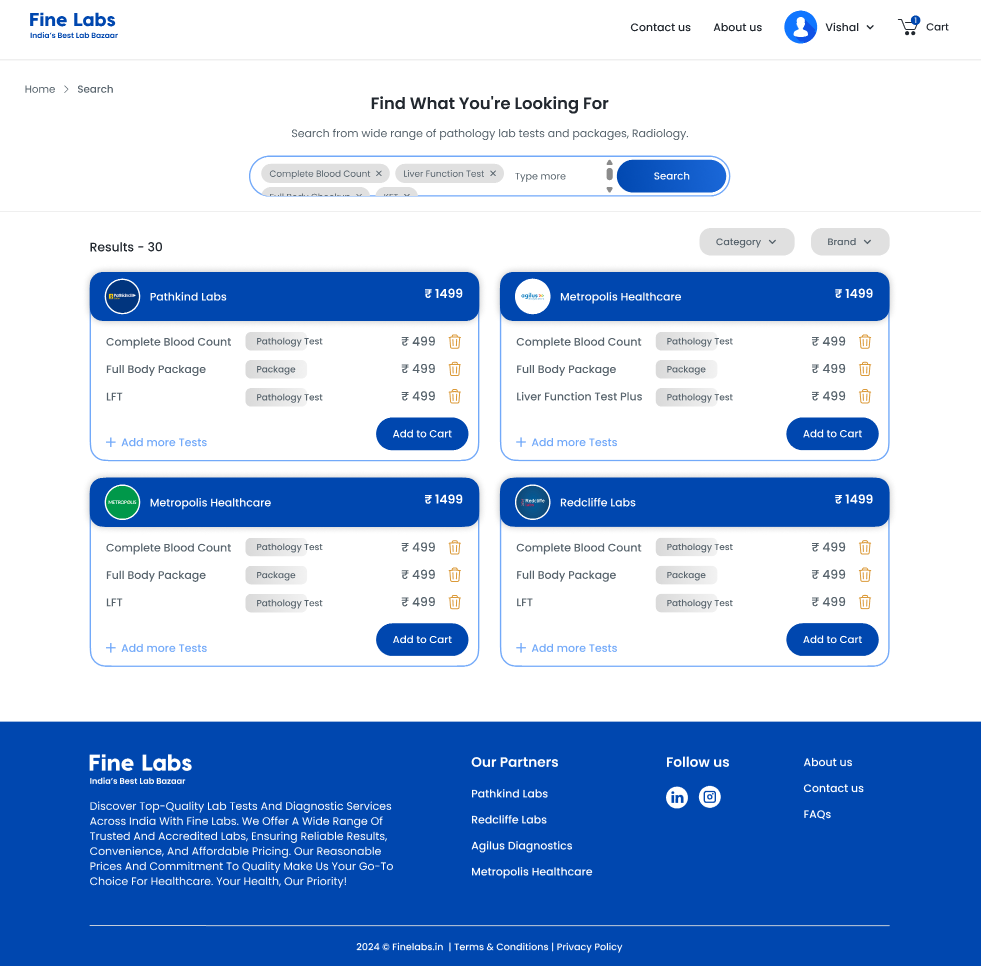 Fine Labs
India's Best Lab Bazaar
Contact us
About us
Vishal
1
Cart
Home > Search
Find What You're Looking For
Search from wide range of pathology lab tests and packages, Radiology.
Complete Blood Count ×
Liver Function Test ×
Type more
Full Body Checkup ×
KFT ×
Search
Results - 30
Category
Brand
Pathkind Labs
₹ 1499
Complete Blood Count Pathology Test ₹ 499
Full Body Package Package ₹ 499
LFT Pathology Test ₹ 499
+ Add more Tests
Add to Cart
agilus
Metropolis Healthcare
₹ 1499
Complete Blood Count Pathology Test ₹ 499
Full Body Package Package ₹ 499
Liver Function Test Plus Pathology Test ₹ 499
+ Add more Tests
Add to Cart
METROPOLIS
Metropolis Healthcare
₹ 1499
Complete Blood Count Pathology Test ₹ 499
Full Body Package Package ₹ 499
LFT Pathology Test ₹ 499
+ Add more Tests
Add to Cart
Redcliffe
Redcliffe Labs
₹ 1499
Complete Blood Count Pathology Test ₹ 499
Full Body Package Package ₹ 499
LFT Pathology Test ₹ 499
+ Add more Tests
Add to Cart
Fine Labs
India's Best Lab Bazaar
Discover Top-Quality Lab Tests And Diagnostic Services
Across India With Fine Labs. We Offer A Wide Range Of
Trusted And Accredited Labs, Ensuring Reliable Results,
Convenience, And Affordable Pricing. Our Reasonable
Prices And Commitment To Quality Make Us Your Go-To
Choice For Healthcare. Your Health, Our Priority!
Our Partners
Pathkind Labs
Redcliffe Labs
Agilus Diagnostics
Metropolis Healthcare
Follow us
in
About us
Contact us
FAQs
2024 © Finelabs.in | Terms & Conditions | Privacy Policy